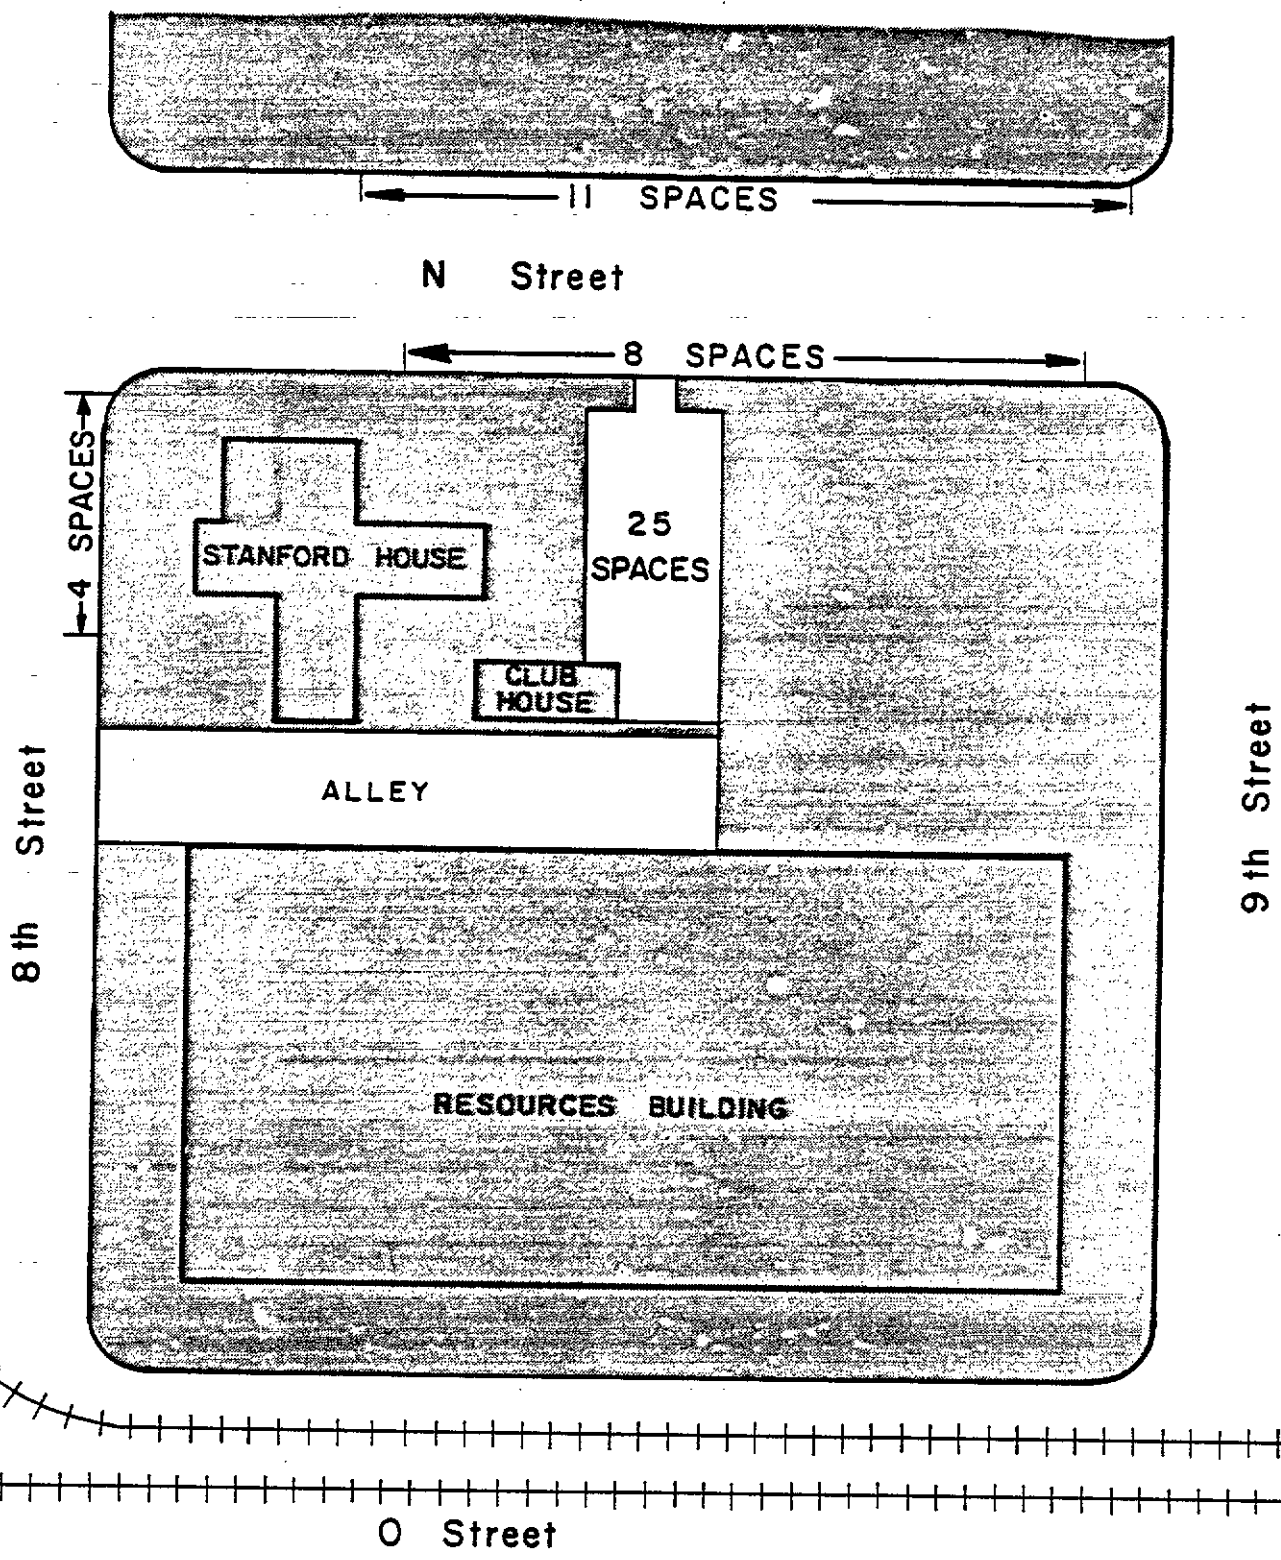 11 SPACES
N Street
8 SPACES
4 SPACES
25
SPACES
STANFORD HOUSE
CLUB
HOUSE
ALLEY
8th Street
9th Street
RESOURCES BUILDING
O Street